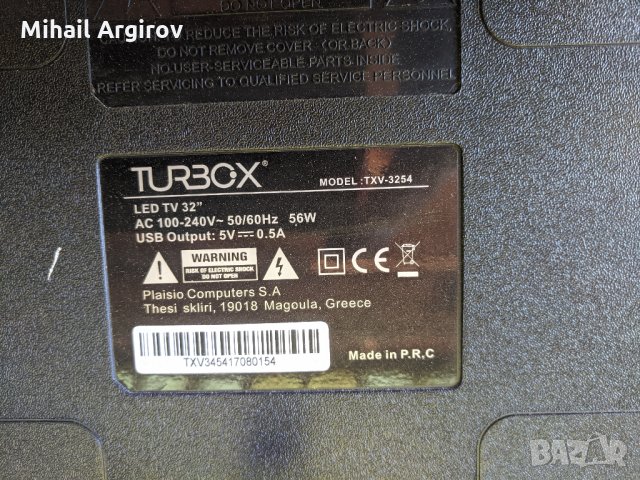 Mihail Argirov
DO NOT OPEN
CAUTION: TO REDUCE THE RISK OF ELECTRIC SHOCK,
DO NOT REMOVE COVER (OR BACK)
NO USER-SERVICEABLE PARTS INSIDE
REFER SERVICING TO QUALIFIED SERVICE PERSONNEL
TURBOX®
MODEL:TXV-3254
LED TV 32"
AC 100-240V~ 50/60Hz 56W
USB Output: 5V⎓0.5A
WARNING
RISK OF ELECTRIC SHOCK
DO NOT OPEN
CE
Plaisio Computers S.A
Thesi skliri, 19018 Magoula, Greece
TXV345417080154
Made in P.R,C
BAZAR